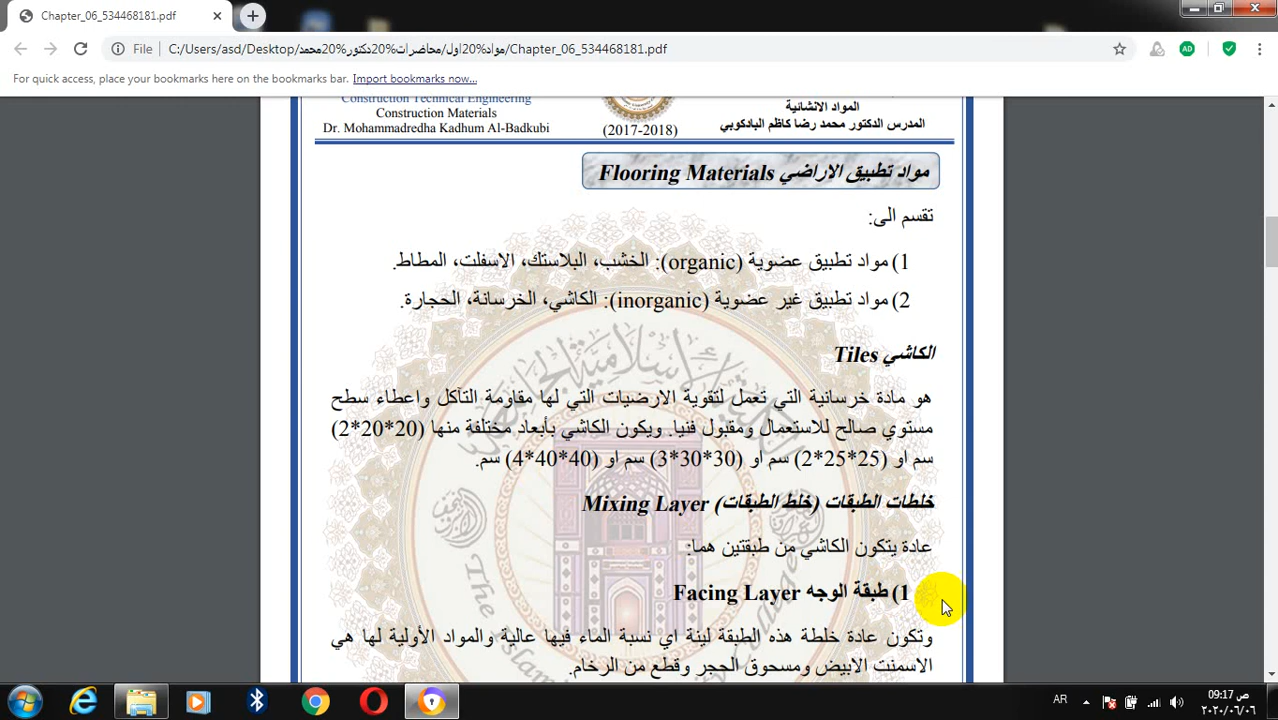 Chapter_06_534468181.pdf
File C:/Users/asd/Desktop/مواد%20اول/محاضرات%20دكتور%20محمد/Chapter_06_534468181.pdf
For quick access, place your bookmarks here on the bookmarks bar. Import bookmarks now...
Construction Technical Engineering
Construction Materials
Dr. Mohammadredha Kadhum Al-Badkubi
(2017-2018)
المواد الانشائية
المدرس الدكتور محمد رضا كاظم البادكوبي
مواد تطبيق الاراضي Flooring Materials
تقسم الى:
1) مواد تطبيق عضوية (organic): الخشب، البلاستك، الاسفلت، المطاط.
2) مواد تطبيق غير عضوية (inorganic): الكاشي، الخرسانة، الحجارة.
الكاشي Tiles
هو مادة خرسانية التي تعمل لتقوية الارضيات التي لها مقاومة التآكل واعطاء سطح
مستوي صالح للاستعمال ومقبول فنيا. ويكون الكاشي بأبعاد مختلفة منها (20*20*2)
سم او (25*25*2) سم او (30*30*3) سم او (40*40*4) سم.
خلطات الطبقات (خلط الطبقات) Mixing Layer
عادة يتكون الكاشي من طبقتين هما:
1) طبقة الوجه Facing Layer
وتكون عادة خلطة هذه الطبقة لينة اي نسبة الماء فيها عالية والمواد الأولية لها هي
الاسمنت الابيض ومسحوق الحجر وقطع من الرخام.
AR
09:17 ص
٢٠٢٠/٠٦/٠٦